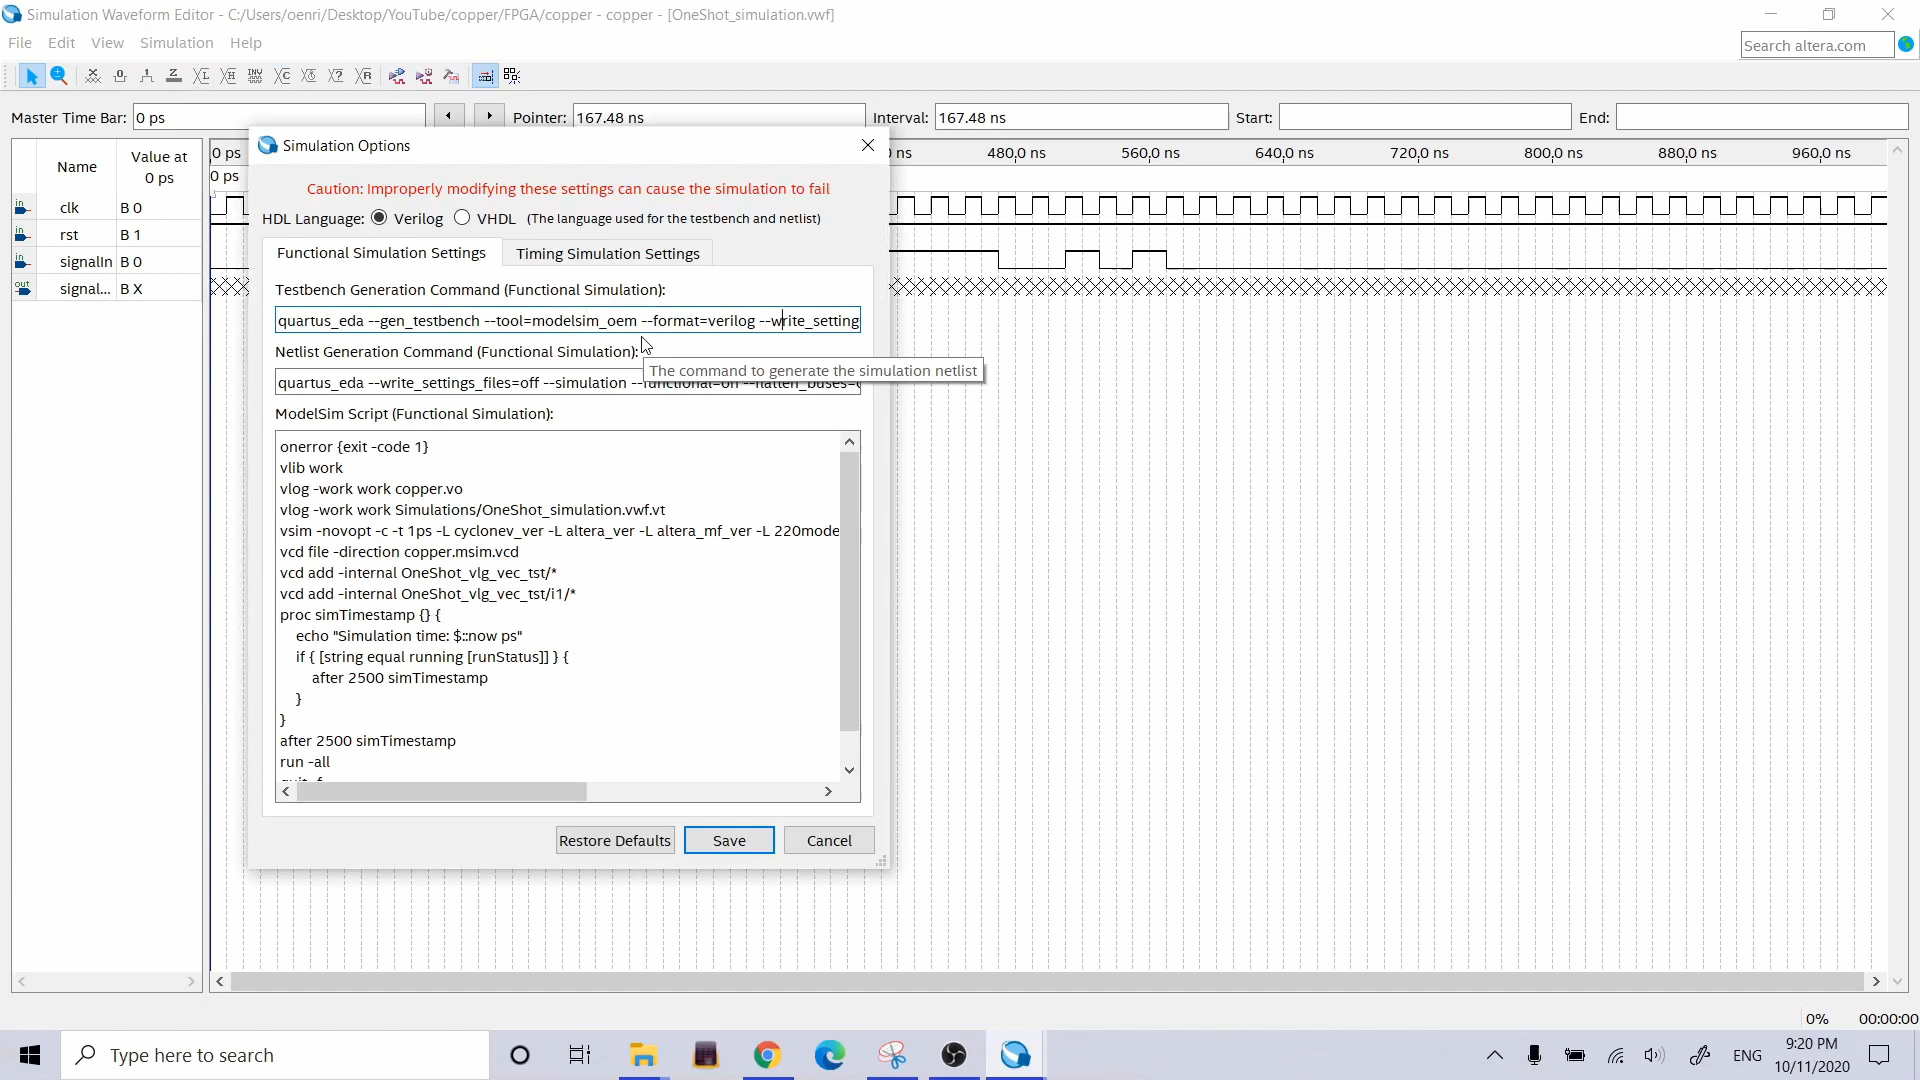 Simulation Waveform Editor - C:/Users/oenri/Desktop/YouTube/copper/FPGA/copper - copper - [OneShot_simulation.vwf]
File Edit View Simulation Help
Search altera.com
Master Time Bar: 0 ps Pointer: 167.48 ns Interval: 167.48 ns Start: End:
Name Value at 0 ps
0 ps
0 ps
480,0 ns 560,0 ns 640,0 ns 720,0 ns 800,0 ns 880,0 ns 960,0 ns
in clk B 0
in rst B 1
in signalIn B 0
out signal... B X
Simulation Options
Caution: Improperly modifying these settings can cause the simulation to fail
HDL Language: Verilog VHDL (The language used for the testbench and netlist)
Functional Simulation Settings Timing Simulation Settings
Testbench Generation Command (Functional Simulation):
quartus_eda --gen_testbench --tool=modelsim_oem --format=verilog --write_setting
Netlist Generation Command (Functional Simulation):
The command to generate the simulation netlist
quartus_eda --write_settings_files=off --simulation --functional=on --flatten_buses=
ModelSim Script (Functional Simulation):
onerror {exit -code 1}
vlib work
vlog -work work copper.vo
vlog -work work Simulations/OneShot_simulation.vwf.vt
vsim -novopt -c -t 1ps -L cyclonev_ver -L altera_ver -L altera_mf_ver -L 220mode
vcd file -direction copper.msim.vcd
vcd add -internal OneShot_vlg_vec_tst/*
vcd add -internal OneShot_vlg_vec_tst/i1/*
proc simTimestamp {} {
echo "Simulation time: $::now ps"
if { [string equal running [runStatus]] } {
after 2500 simTimestamp
}
}
after 2500 simTimestamp
run -all
Restore Defaults Save Cancel
0% 00:00:00
Type here to search
ENG
9:20 PM
10/11/2020